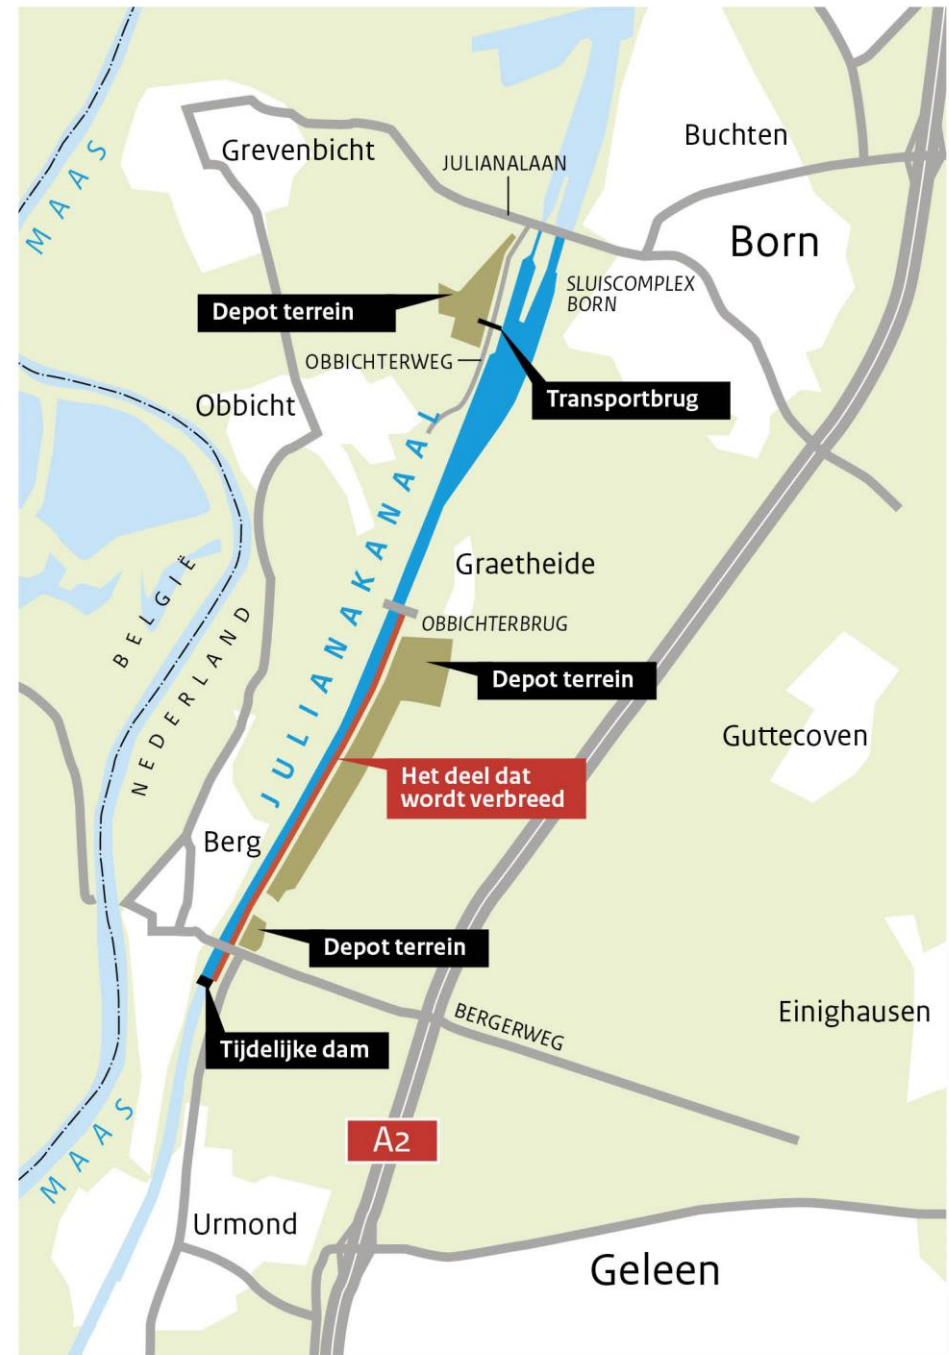 Buchten
Grevenbicht
JULIANALAAN
MAAS
Born
SLUISCOMPLEX
BORN
Depot terrein
OBBICHTERWEG
Transportbrug
Obbicht
JULIANAKANAAL
Graetheide
BELGIË
NEDERLAND
OBBICHTERBRUG
Depot terrein
Guttecoven
Het deel dat
wordt verbreed
Berg
Depot terrein
Einighausen
BERGERWEG
Tijdelijke dam
MAAS
A2
Urmond
Geleen